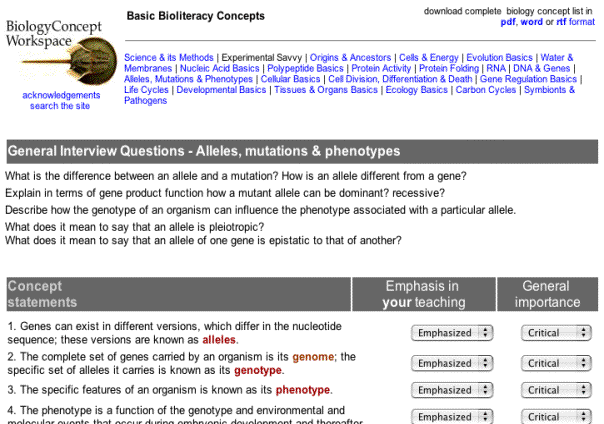 BiologyConcept
Workspace
acknowledgements
search the site
Basic Bioliteracy Concepts
download complete biology concept list in
pdf, word or rtf format
Science & its Methods | Experimental Savvy | Origins & Ancestors | Cells & Energy | Evolution Basics | Water &
Membranes | Nucleic Acid Basics | Polypeptide Basics | Protein Activity | Protein Folding | RNA | DNA & Genes |
Alleles, Mutations & Phenotypes | Cellular Basics | Cell Division, Differentiation & Death | Gene Regulation Basics |
Life Cycles | Developmental Basics | Tissues & Organs Basics | Ecology Basics | Carbon Cycles | Symbionts &
Pathogens
General Interview Questions - Alleles, mutations & phenotypes
What is the difference between an allele and a mutation? How is an allele different from a gene?
Explain in terms of gene product function how a mutant allele can be dominant? recessive?
Describe how the genotype of an organism can influence the phenotype associated with a particular allele.
What does it mean to say that an allele is pleiotropic?
What does it mean to say that an allele of one gene is epistatic to that of another?
Concept
statements
Emphasis in
your teaching
General
importance
1. Genes can exist in different versions, which differ in the nucleotide
sequence; these versions are known as alleles.
Emphasized
Critical
2. The complete set of genes carried by an organism is its genome; the
specific set of alleles it carries is known as its genotype.
Emphasized
Critical
3. The specific features of an organism is known as its phenotype.
Emphasized
Critical
4. The phenotype is a function of the genotype and environmental and
molecular events that occur during embryonic development and thereafter
Emphasized
Critical